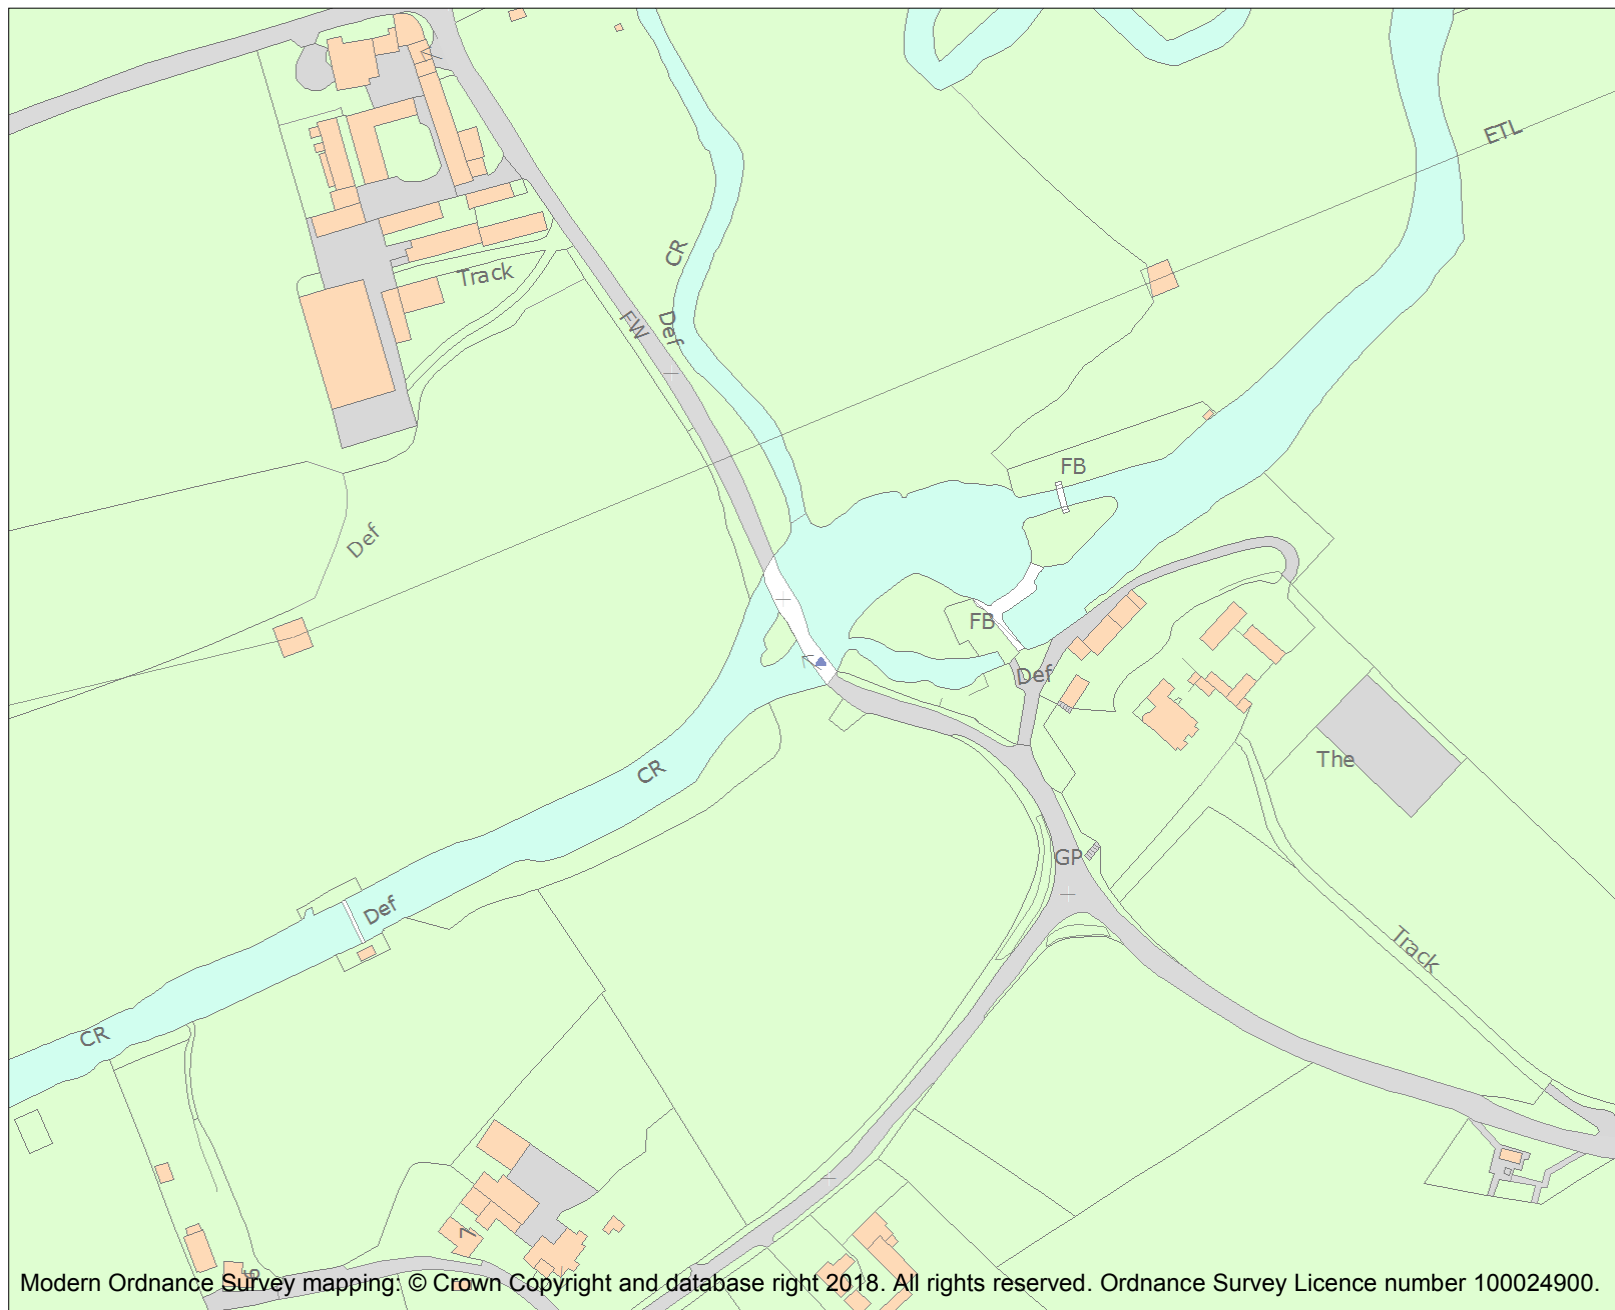 ETL
CR
Track
FW
Def
FB
Def
FB
Def
The
CR
GP
Def
Track
CR
Modern Ordnance Survey mapping: © Crown Copyright and database right 2018. All rights reserved. Ordnance Survey Licence number 100024900.